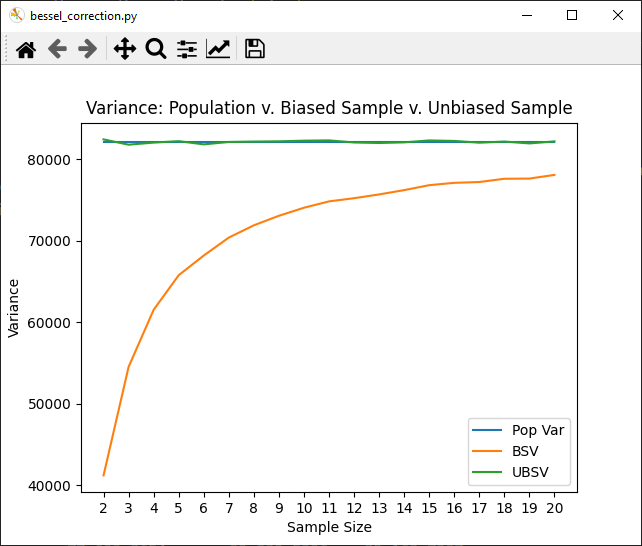 bessel_correction.py
Variance: Population v. Biased Sample v. Unbiased Sample
80000
70000
60000
50000
40000
Variance
Pop Var
BSV
UBSV
2 3 4 5 6 7 8 9 10 11 12 13 14 15 16 17 18 19 20
Sample Size